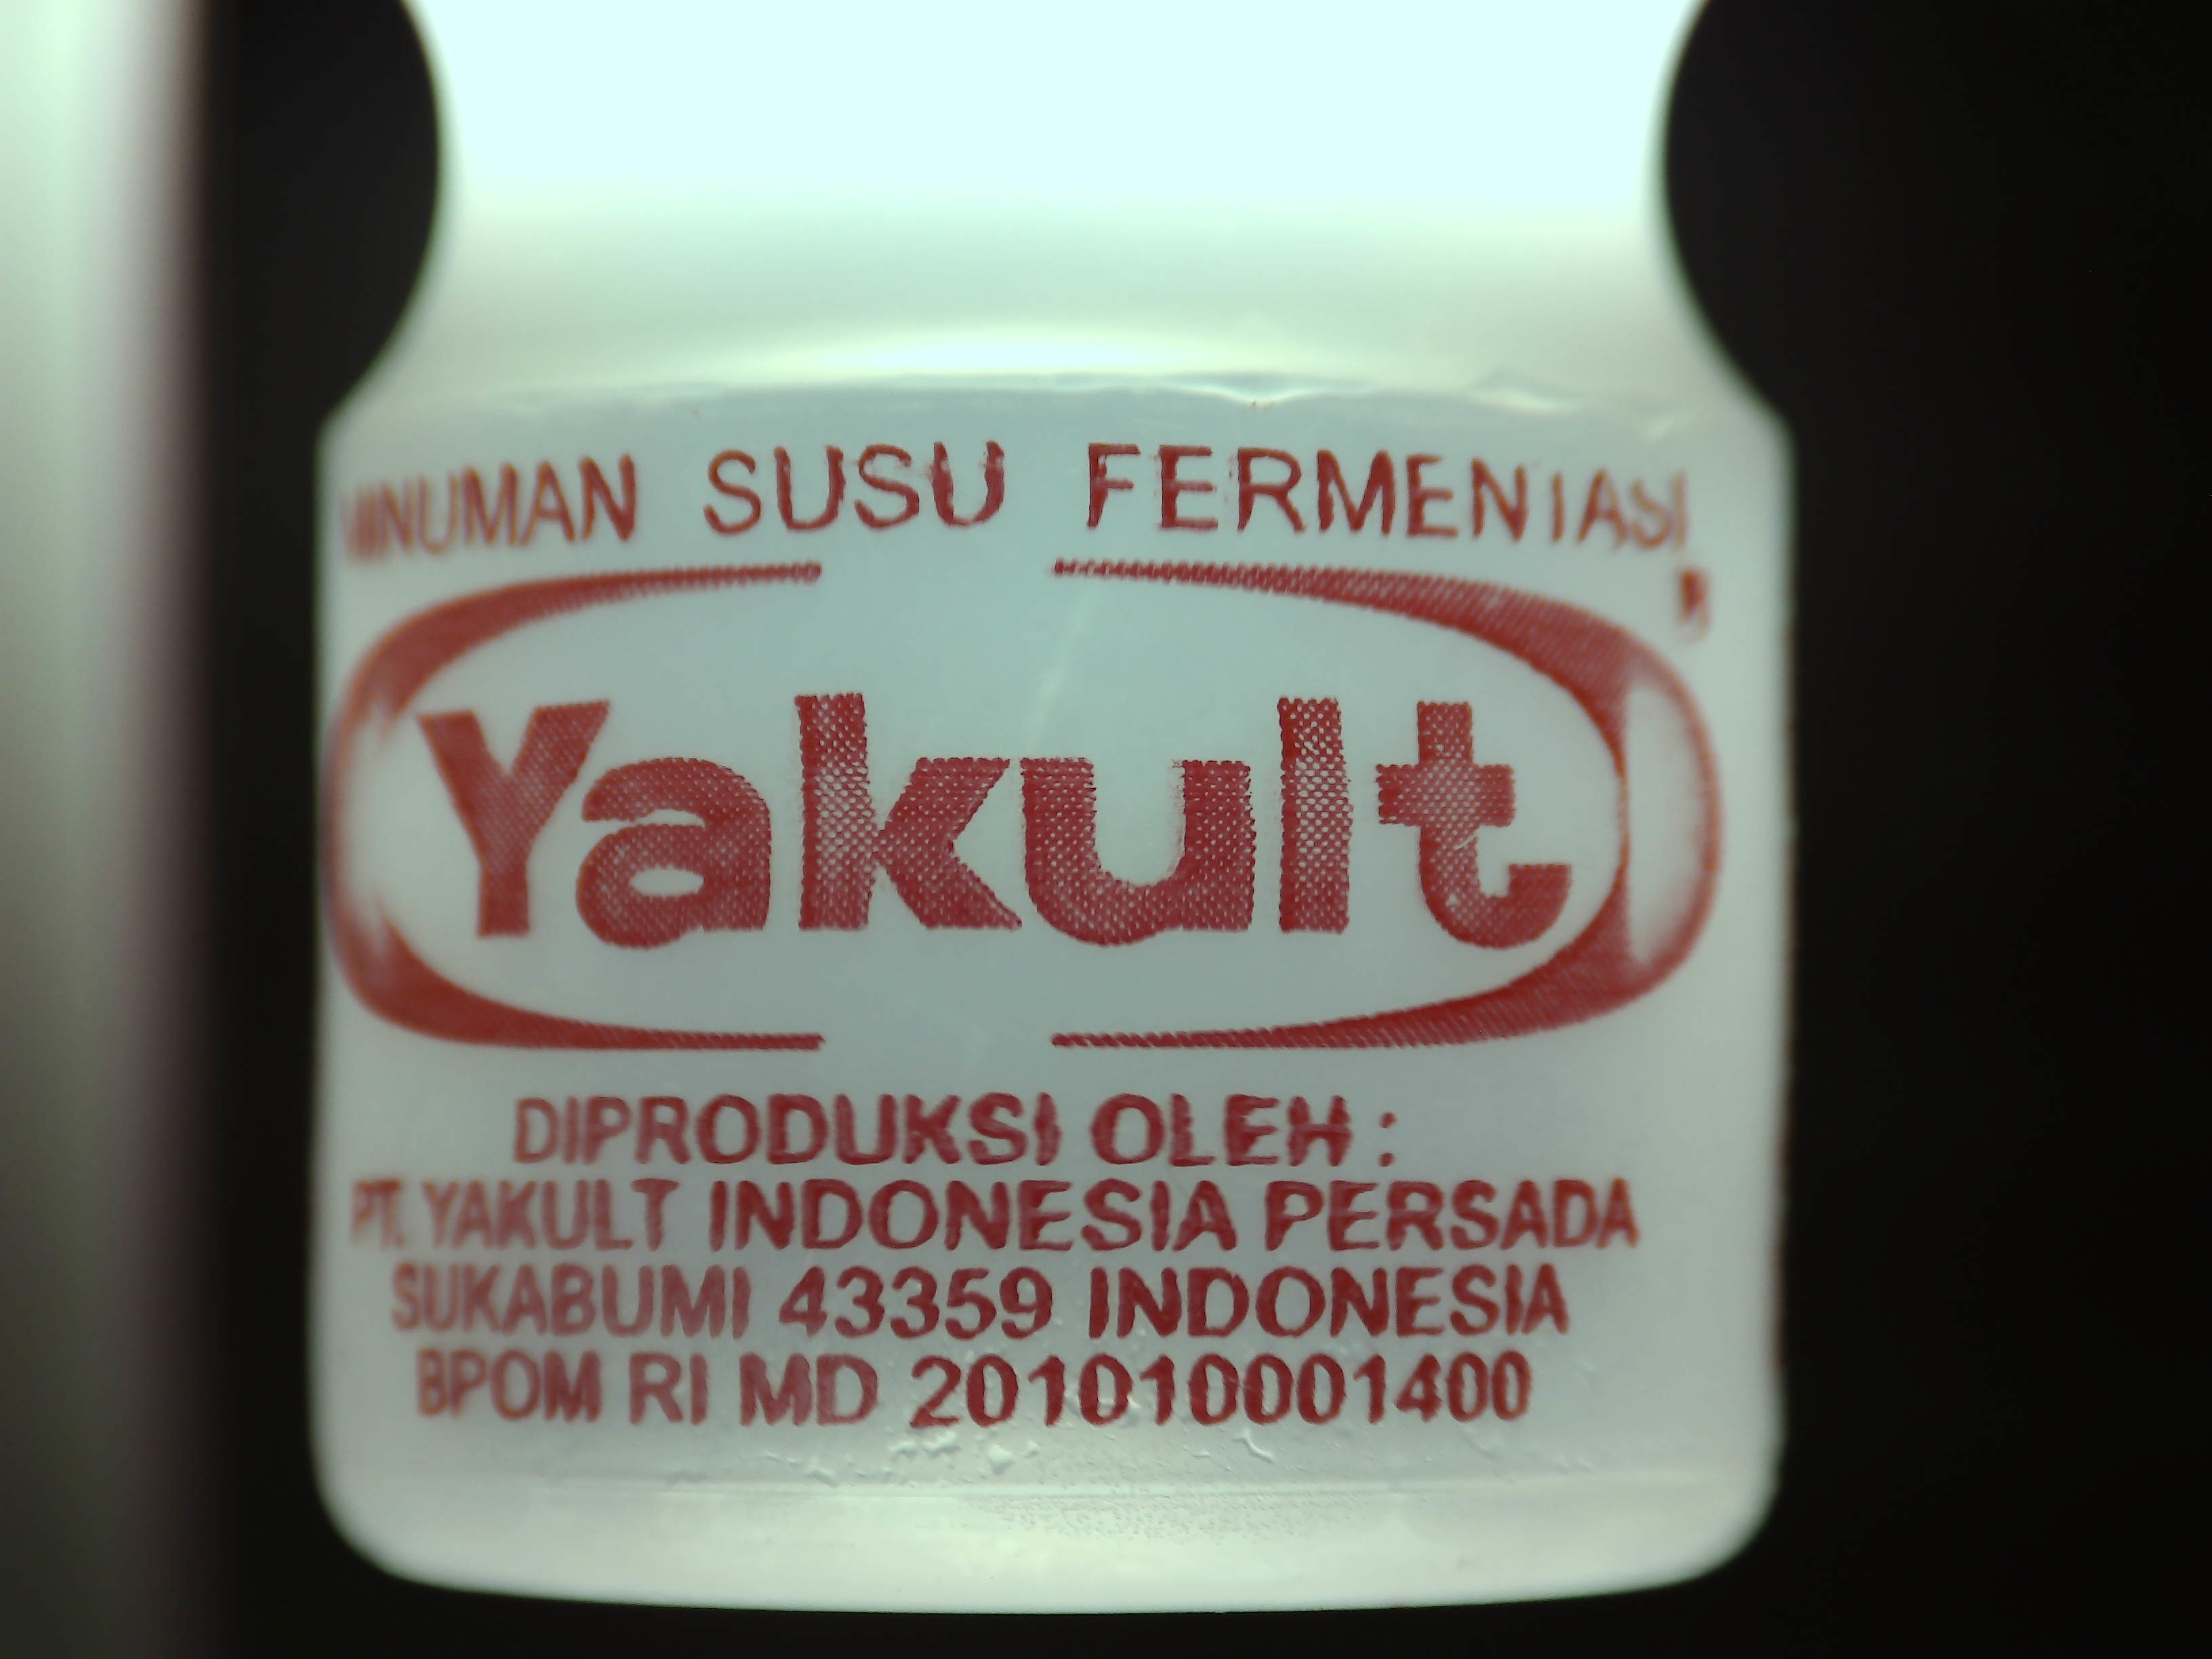 MINUMAN SUSU FERMENTASI
Yakult ®
DIPRODUKSI OLEH :
PT. YAKULT INDONESIA PERSADA
SUKABUMI 43359 INDONESIA
BPOM RI MD 201010001400